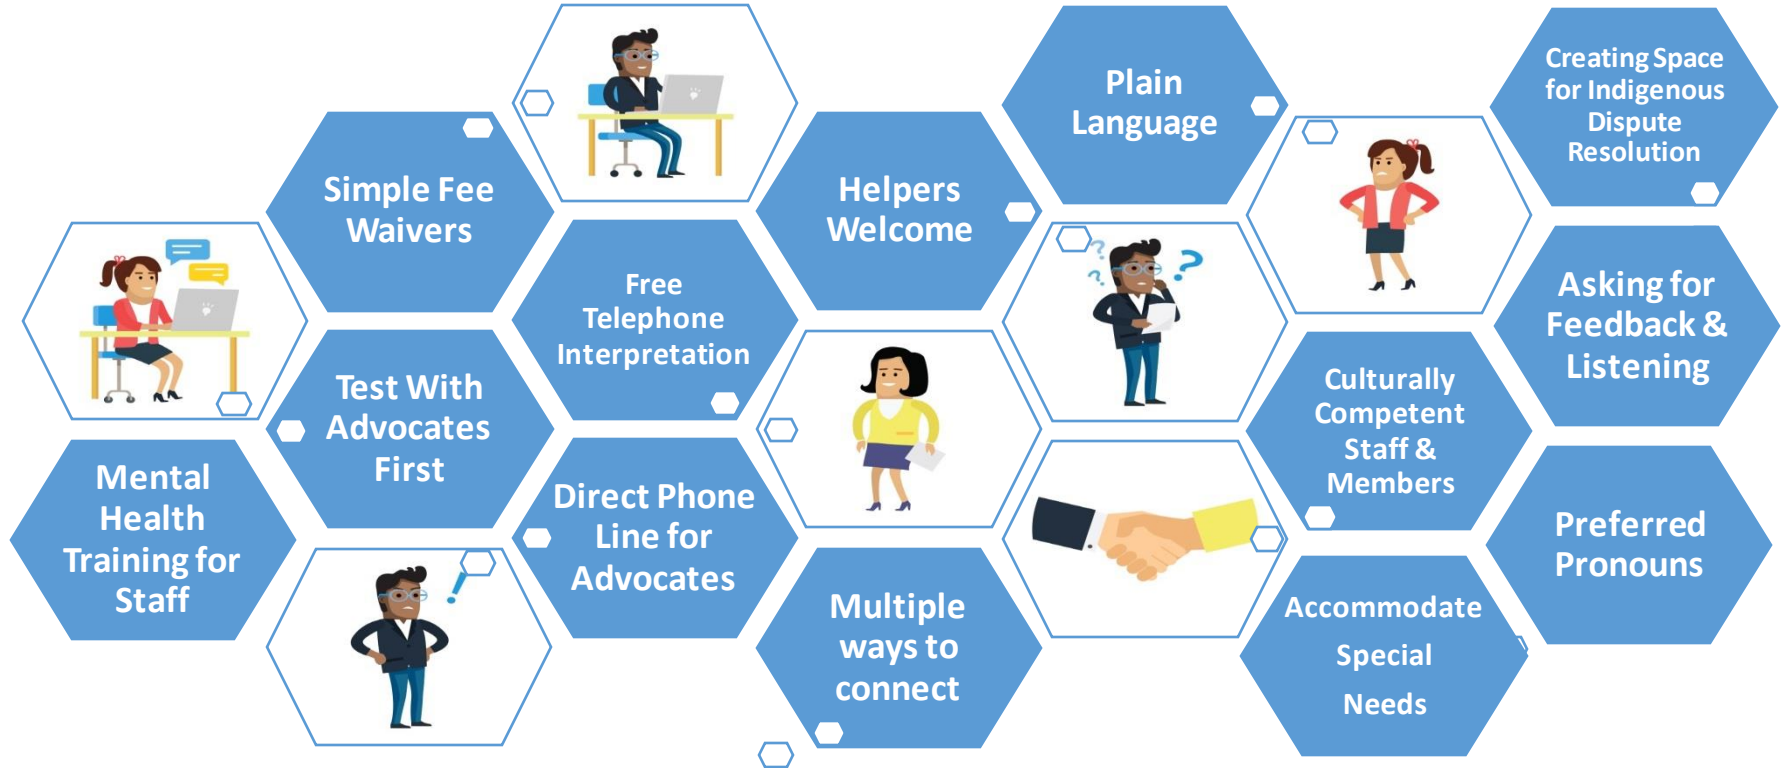 Mental
Health
Training for
Staff
Simple Fee
Waivers
Test With
Advocates
First
Free
Telephone
Interpretation
Direct Phone
Line for
Advocates
Helpers
Welcome
Multiple
ways to
connect
Plain
Language
? ? ?
!
Culturally
Competent
Staff &
Members
Accommodate
Special
Needs
Creating Space
for Indigenous
Dispute
Resolution
Asking for
Feedback &
Listening
Preferred
Pronouns